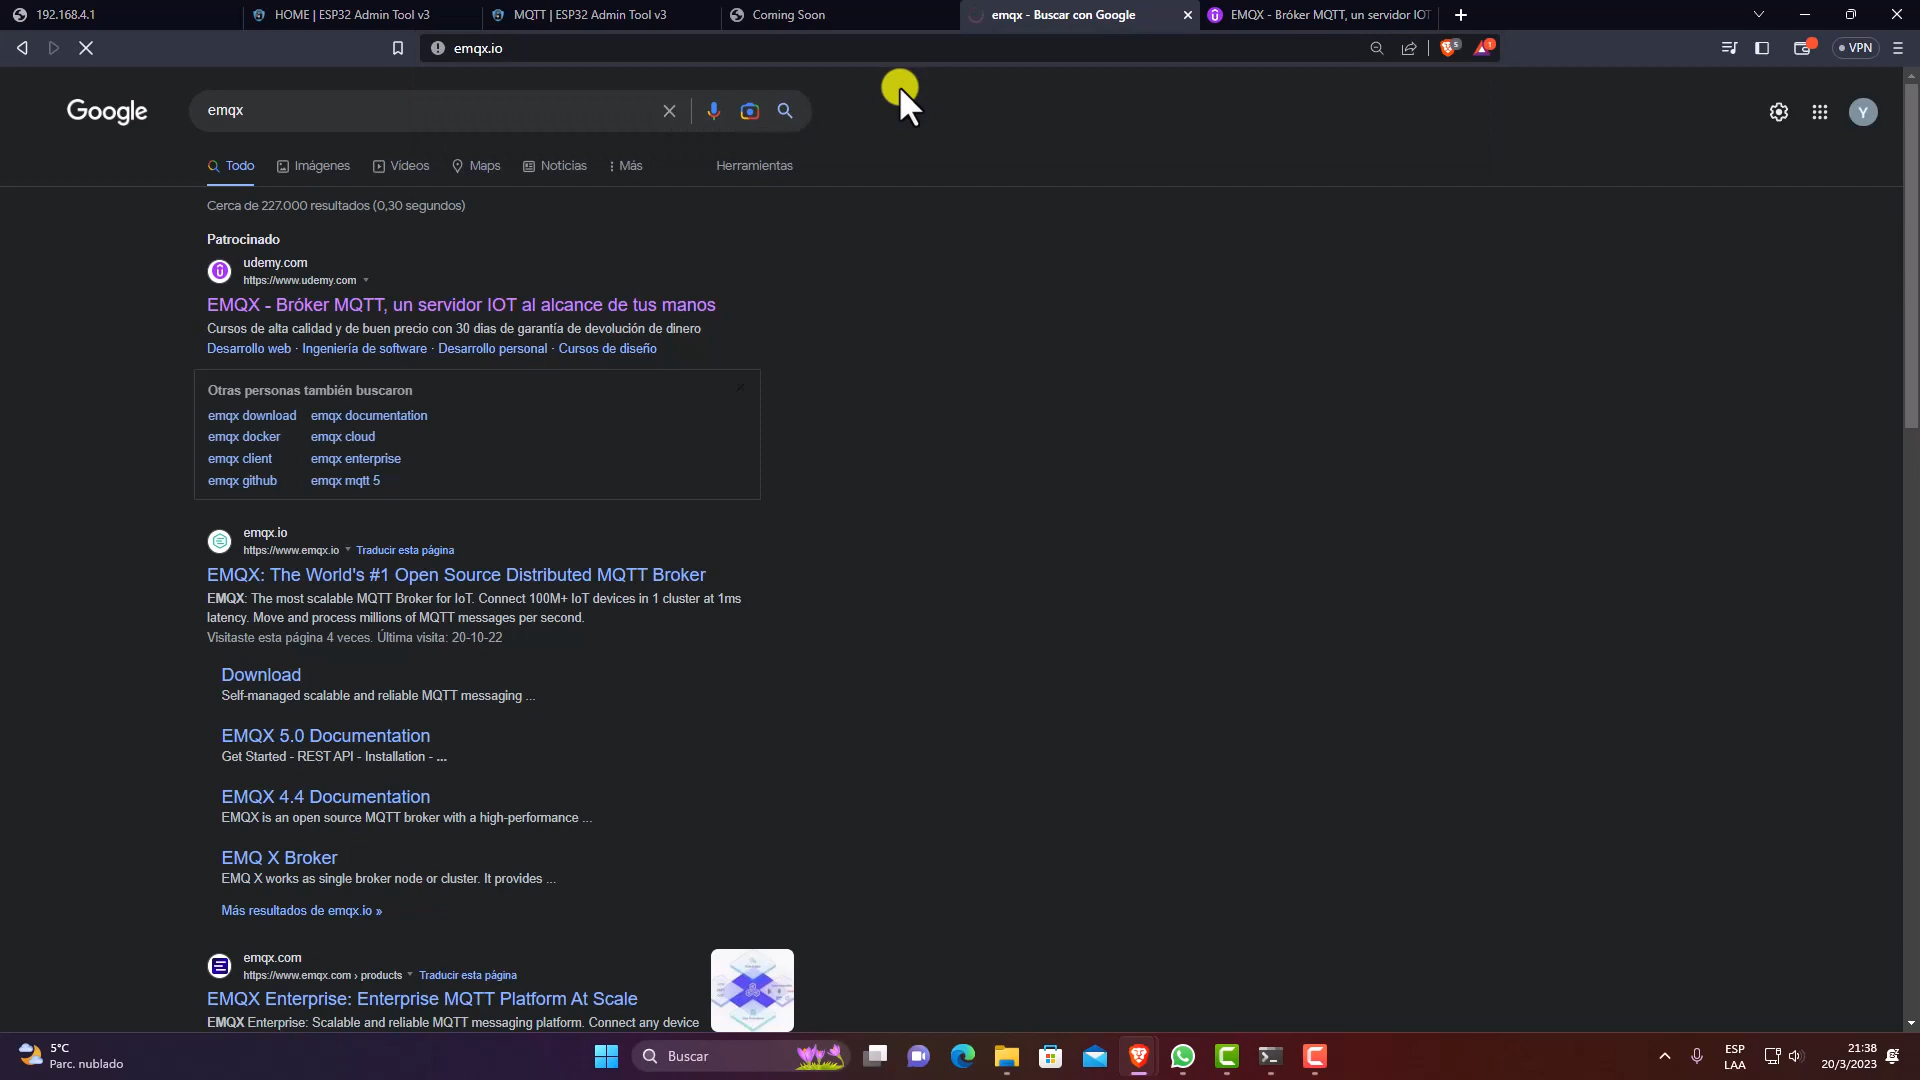 192.168.4.1
HOME | ESP32 Admin Tool v3
MQTT | ESP32 Admin Tool v3
Coming Soon
emqx - Buscar con Google
EMQX - Bróker MQTT, un servidor IOT
emqx.io
5
1
VPN
Google
emqx
Y
Todo
Imágenes
Vídeos
Maps
Noticias
Más
Herramientas
Cerca de 227.000 resultados (0,30 segundos)
Patrocinado
udemy.com
https://www.udemy.com
EMQX - Bróker MQTT, un servidor IOT al alcance de tus manos
Cursos de alta calidad y de buen precio con 30 dias de garantía de devolución de dinero
Desarrollo web · Ingeniería de software · Desarrollo personal · Cursos de diseño
Otras personas también buscaron
emqx download emqx documentation
emqx docker emqx cloud
emqx client emqx enterprise
emqx github emqx mqtt 5
emqx.io
https://www.emqx.io Traducir esta página
EMQX: The World's #1 Open Source Distributed MQTT Broker
EMQX: The most scalable MQTT Broker for IoT. Connect 100M+ IoT devices in 1 cluster at 1ms
latency. Move and process millions of MQTT messages per second.
Visitaste esta página 4 veces. Última visita: 20-10-22
Download
Self-managed scalable and reliable MQTT messaging ...
EMQX 5.0 Documentation
Get Started - REST API - Installation - ...
EMQX 4.4 Documentation
EMQX is an open source MQTT broker with a high-performance ...
EMQ X Broker
EMQ X works as single broker node or cluster. It provides ...
Más resultados de emqx.io »
emqx.com
https://www.emqx.com › products Traducir esta página
EMQX Enterprise: Enterprise MQTT Platform At Scale
EMQX Enterprise: Scalable and reliable MQTT messaging platform. Connect any device
5°C
Parc. nublado
Buscar
ESP
LAA
21:38
20/3/2023